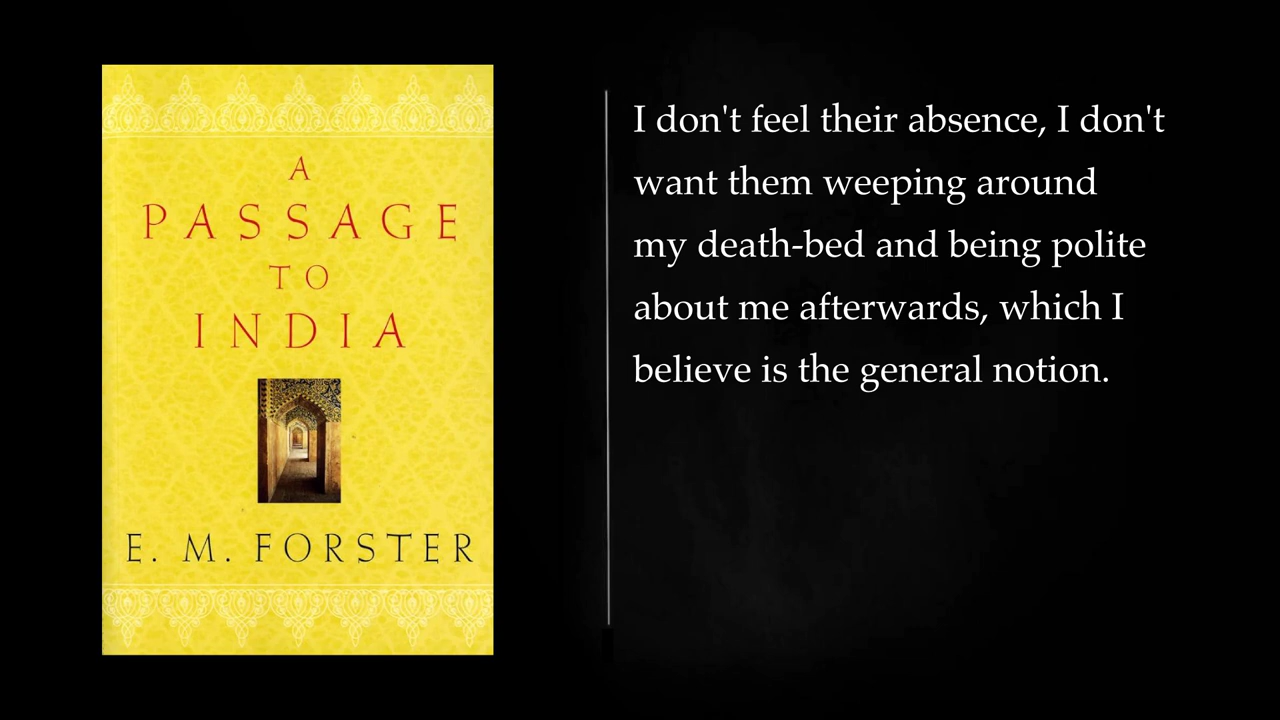 A
PASSAGE
TO
INDIA
E. M. FORSTER
I don't feel their absence, I don't
want them weeping around
my death-bed and being polite
about me afterwards, which I
believe is the general notion.